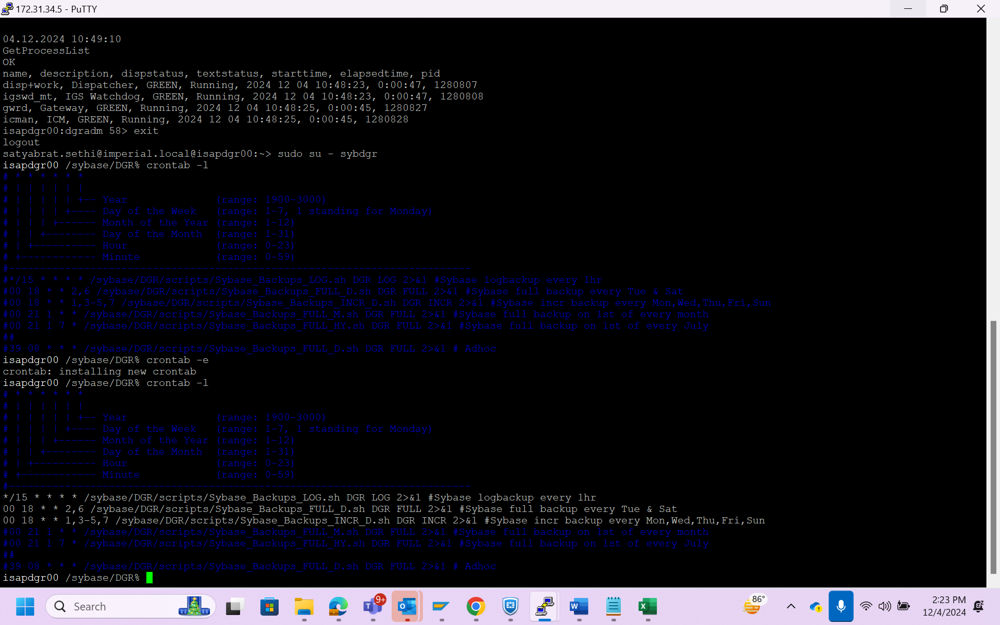 172.31.34.5 - PuTTY
04.12.2024 10:49:10
GetProcessList
OK
name, description, dispstatus, textstatus, starttime, elapsedtime, pid
disp+work, Dispatcher, GREEN, Running, 2024 12 04 10:48:23, 0:00:47, 1280807
igswd_mt, IGS Watchdog, GREEN, Running, 2024 12 04 10:48:23, 0:00:47, 1280808
gwrd, Gateway, GREEN, Running, 2024 12 04 10:48:25, 0:00:45, 1280827
icman, ICM, GREEN, Running, 2024 12 04 10:48:25, 0:00:45, 1280828
isapdgr00:dgradm 58> exit
logout
satyabrat.sethi@imperial.local@isapdgr00:~> sudo su - sybdgr
isapdgr00 /sybase/DGR% crontab -l
# * * * * * *
# | | | | | |
# | | | | | +-- Year              (range: 1900-3000)
# | | | | +---- Day of the Week   (range: 1-7, 1 standing for Monday)
# | | | +------ Month of the Year (range: 1-12)
# | | +-------- Day of the Month  (range: 1-31)
# | +---------- Hour              (range: 0-23)
# +------------ Minute            (range: 0-59)
#--------------------------------------------------------------------------
#*/15 * * * * /sybase/DGR/scripts/Sybase_Backups_LOG.sh DGR LOG 2>&1 #Sybase logbackup every 1hr
#00 18 * * 2,6 /sybase/DGR/scripts/Sybase_Backups_FULL_D.sh DGR FULL 2>&1 #Sybase full backup every Tue & Sat
#00 18 * * 1,3-5,7 /sybase/DGR/scripts/Sybase_Backups_INCR_D.sh DGR INCR 2>&1 #Sybase incr backup every Mon,Wed,Thu,Fri,Sun
#00 21 1 * * /sybase/DGR/scripts/Sybase_Backups_FULL_M.sh DGR FULL 2>&1 #Sybase full backup on 1st of every month
#00 21 1 7 * /sybase/DGR/scripts/Sybase_Backups_FULL_HY.sh DGR FULL 2>&1 #Sybase full backup on 1st of every July
##
#39 08 * * * /sybase/DGR/scripts/Sybase_Backups_FULL_D.sh DGR FULL 2>&1 # Adhoc
isapdgr00 /sybase/DGR% crontab -e
crontab: installing new crontab
isapdgr00 /sybase/DGR% crontab -l
# * * * * * *
# | | | | | |
# | | | | | +-- Year              (range: 1900-3000)
# | | | | +---- Day of the Week   (range: 1-7, 1 standing for Monday)
# | | | +------ Month of the Year (range: 1-12)
# | | +-------- Day of the Month  (range: 1-31)
# | +---------- Hour              (range: 0-23)
# +------------ Minute            (range: 0-59)
#--------------------------------------------------------------------------
*/15 * * * * /sybase/DGR/scripts/Sybase_Backups_LOG.sh DGR LOG 2>&1 #Sybase logbackup every 1hr
00 18 * * 2,6 /sybase/DGR/scripts/Sybase_Backups_FULL_D.sh DGR FULL 2>&1 #Sybase full backup every Tue & Sat
00 18 * * 1,3-5,7 /sybase/DGR/scripts/Sybase_Backups_INCR_D.sh DGR INCR 2>&1 #Sybase incr backup every Mon,Wed,Thu,Fri,Sun
#00 21 1 * * /sybase/DGR/scripts/Sybase_Backups_FULL_M.sh DGR FULL 2>&1 #Sybase full backup on 1st of every month
#00 21 1 7 * /sybase/DGR/scripts/Sybase_Backups_FULL_HY.sh DGR FULL 2>&1 #Sybase full backup on 1st of every July
##
#39 08 * * * /sybase/DGR/scripts/Sybase_Backups_FULL_D.sh DGR FULL 2>&1 # Adhoc
isapdgr00 /sybase/DGR%
Search
9+
86°
2:23 PM
12/4/2024